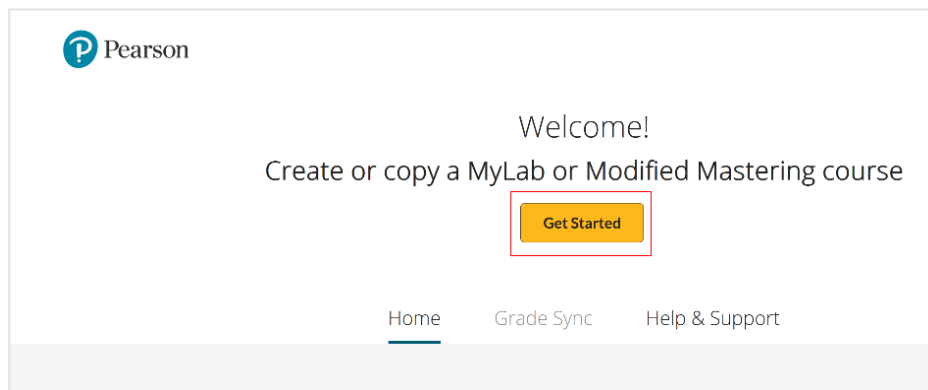 Pearson
Welcome!
Create or copy a MyLab or Modified Mastering course
Get Started
Home Grade Sync Help & Support